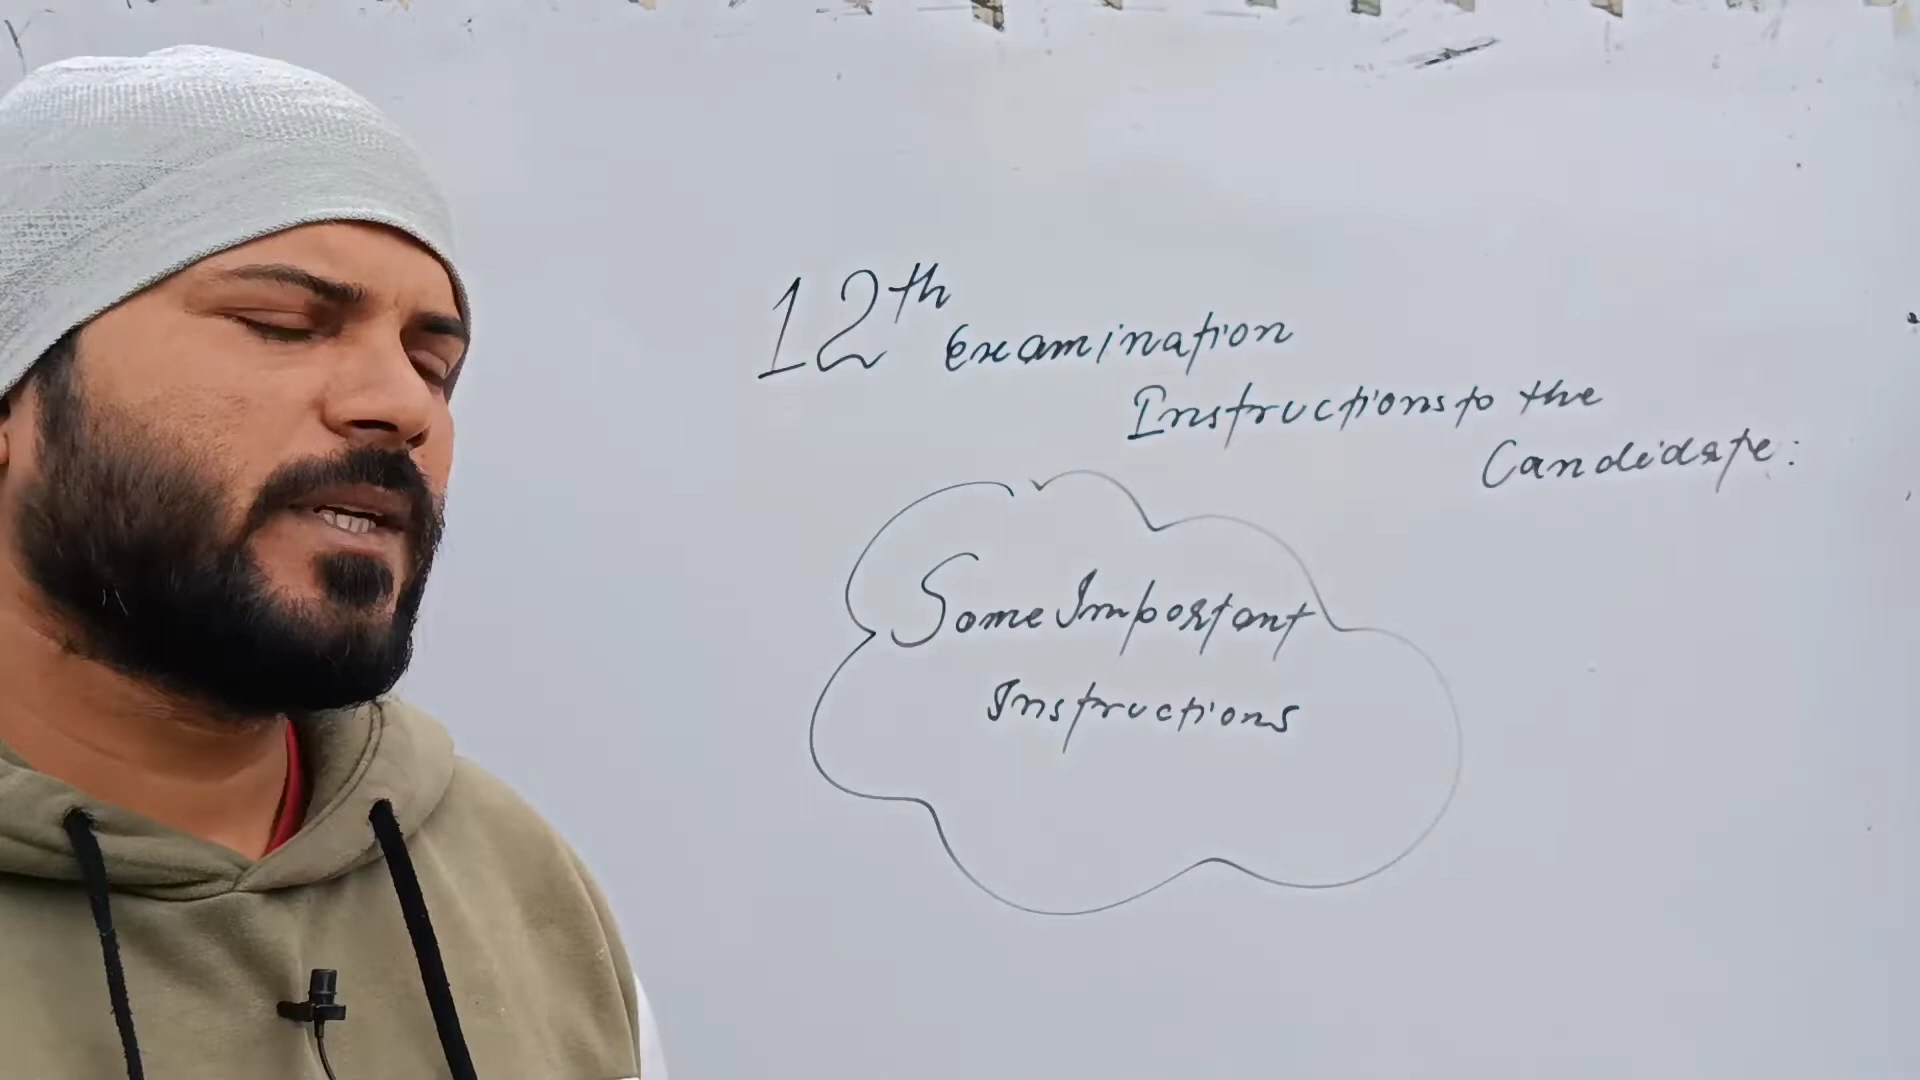 12th
Examination
Instructions to the
Candidate:
Some Important
Instructions